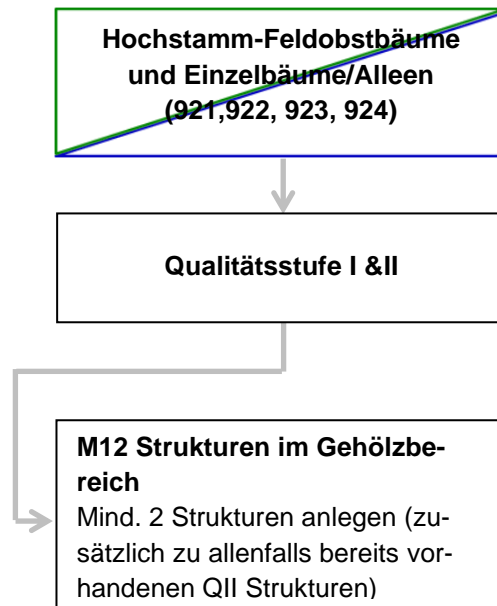 Hochstamm-Feldobstbäume
und Einzelbäume/Alleen
(921,922, 923, 924)
Qualitätsstufe I &II
M12 Strukturen im Gehölzbe-
reich
Mind. 2 Strukturen anlegen (zu-
sätzlich zu allenfalls bereits vor-
handenen QII Strukturen)